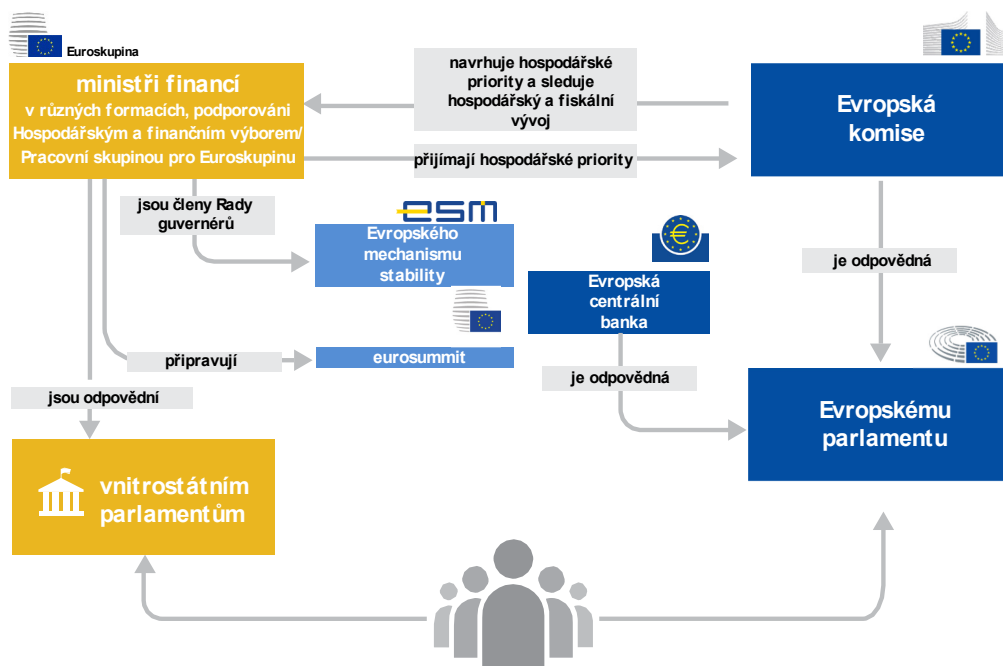 Euroskupina
ministři financí
v různých formacích, podporováni
Hospodářským a finančním výborem/
Pracovní skupinou pro Euroskupinu
navrhuje hospodářské
priority a sleduje
hospodářský a fiskální
vývoj
Evropská
komise
přijímají hospodářské priority
jsou členy Rady
guvernérů
esm
Evropského
mechanismu
stability
je odpovědná
Evropská
centrální
banka
připravují
eurosummit
je odpovědná
jsou odpovědní
Evropskému
parlamentu
vnitrostátním
parlamentům